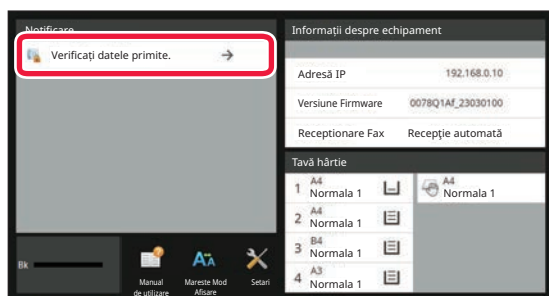 Notificare
Verificați datele primite.
Informații despre echipament
Adresă IP 192.168.0.10
Versiune Firmware 0078Q1Af_23030100
Receptionare Fax Recepţie automată
Tavă hârtie
1 A4
Normala 1
A4
Normala 1
2 A4
Normala 1
3 B4
Normala 1
4 A3
Normala 1
Bk
Manual
de utilizare
Mareste Mod
Afisare
Setari